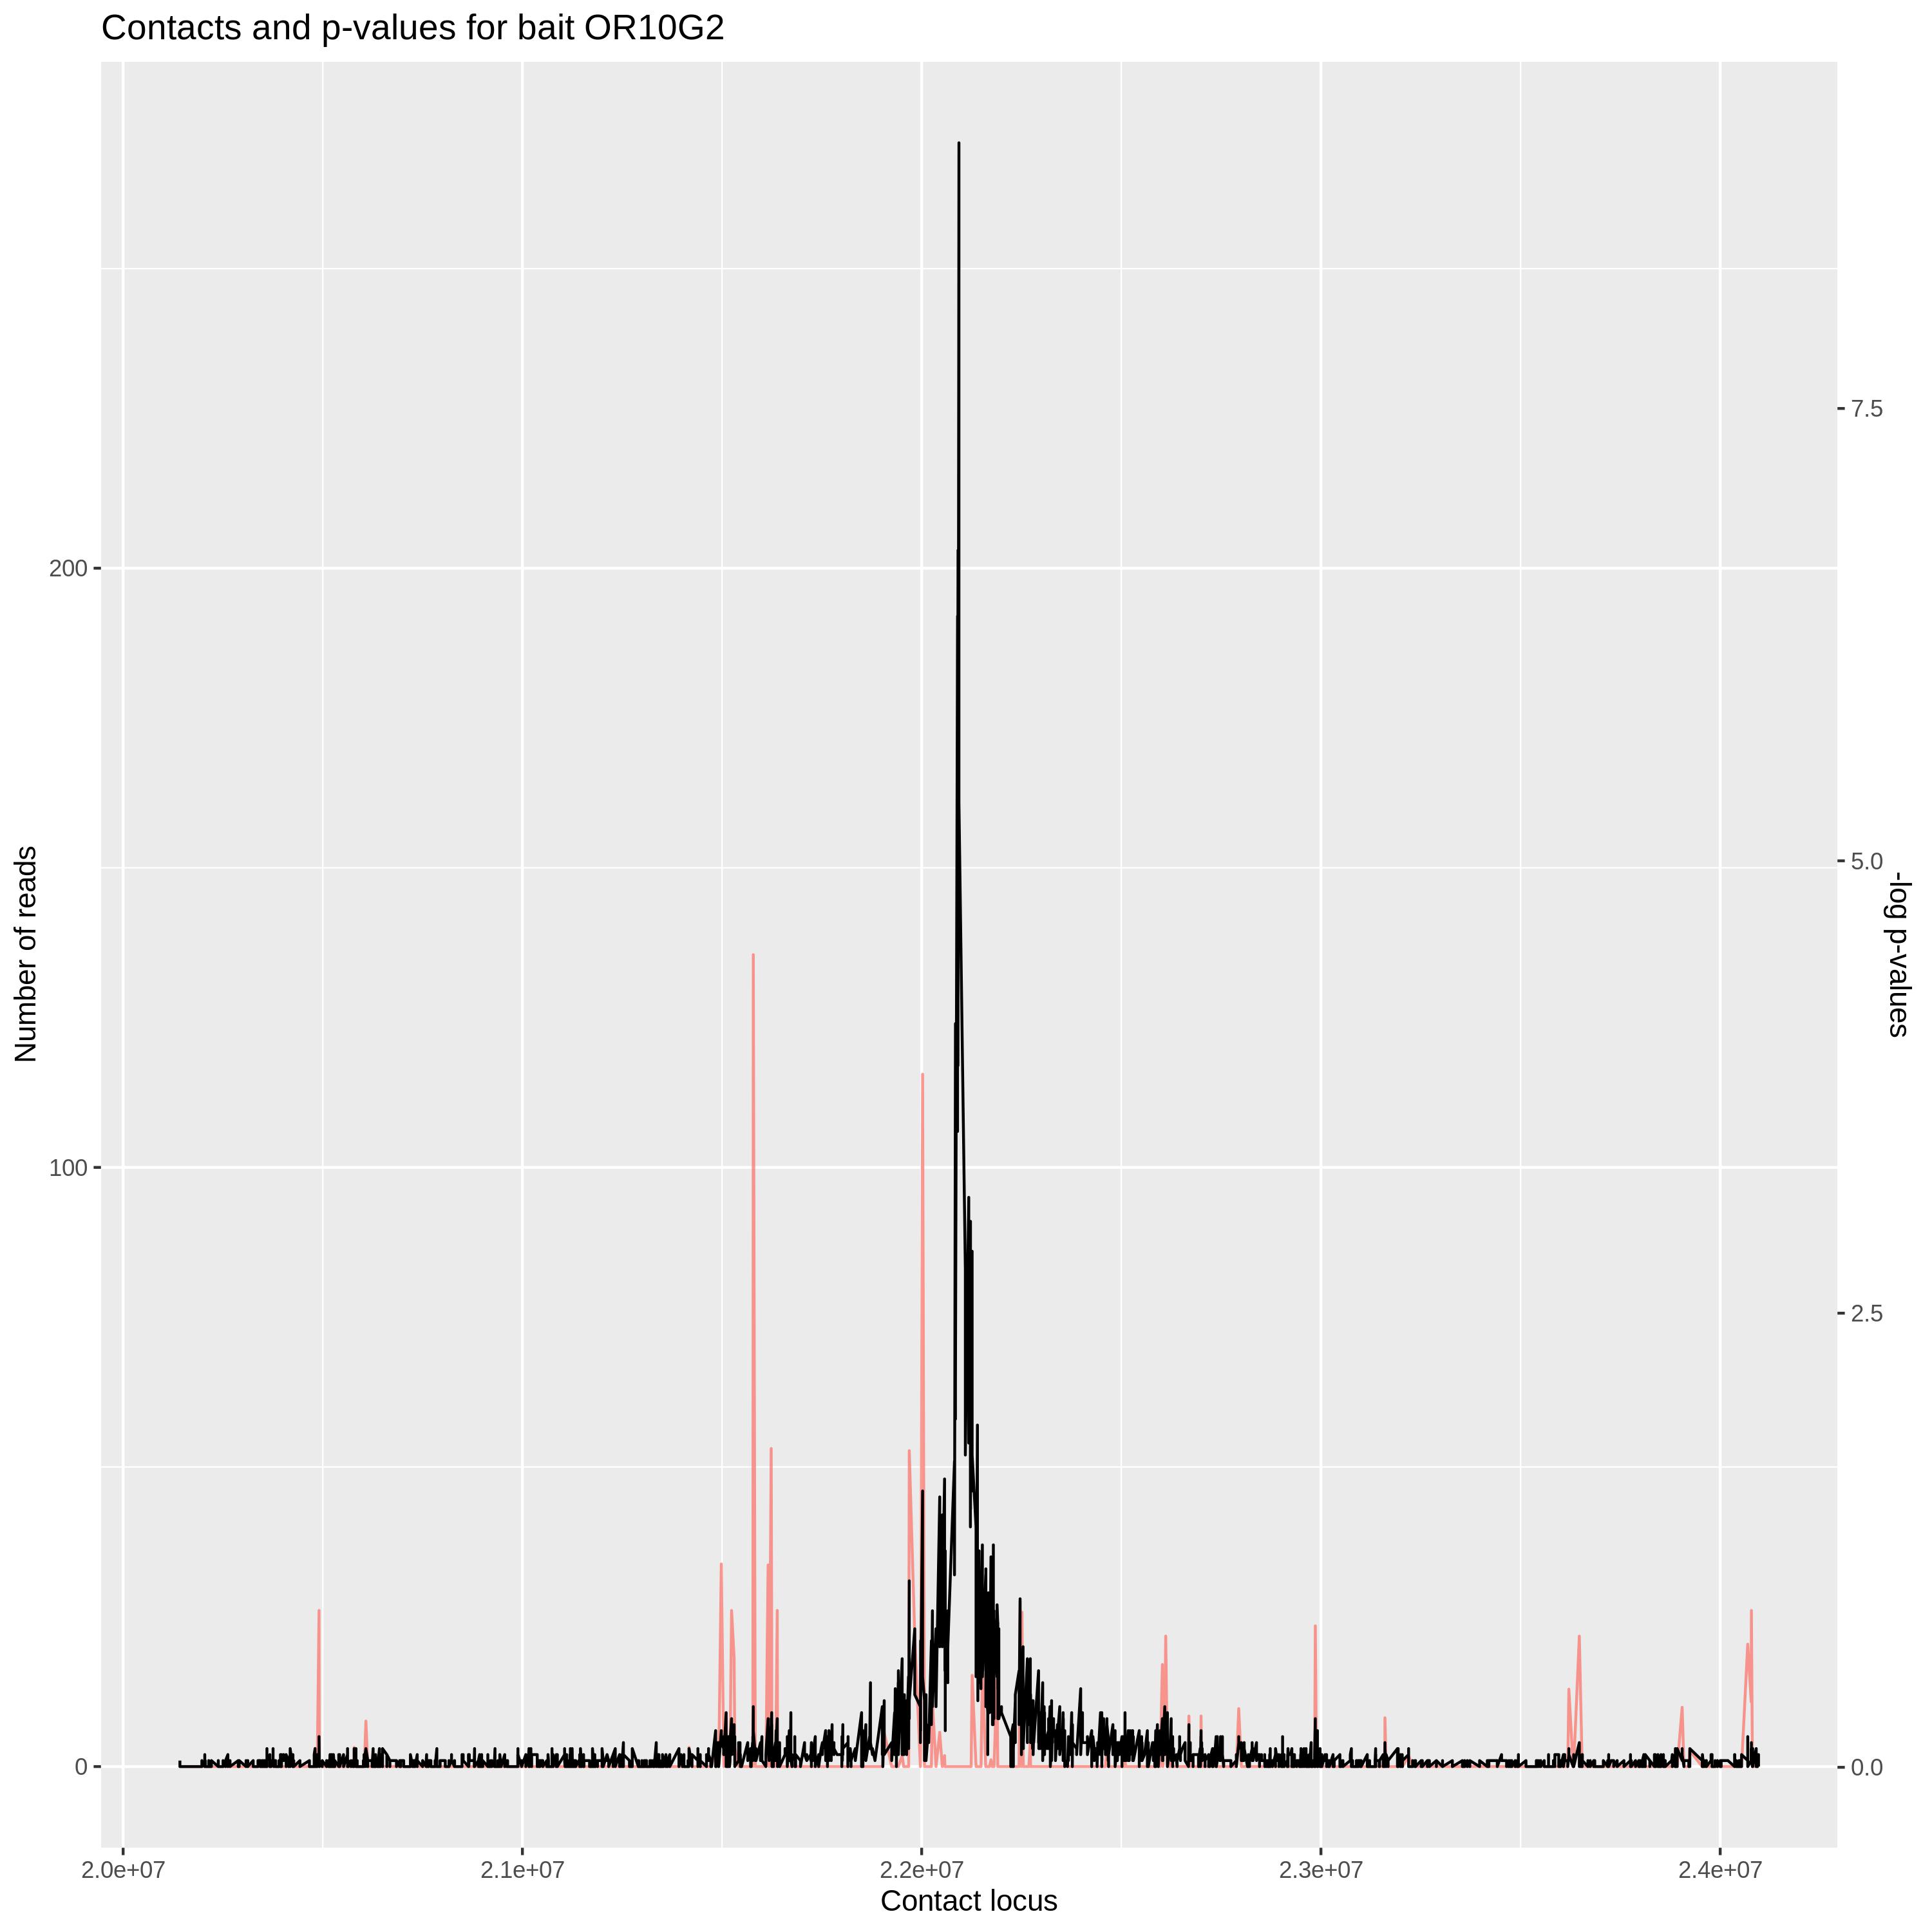 Contacts and p-values for bait OR10G2
200
100
0
Number of reads
7.5
5.0
2.5
0.0
-log p-values
2.0e+07
2.1e+07
2.2e+07
2.3e+07
2.4e+07
Contact locus